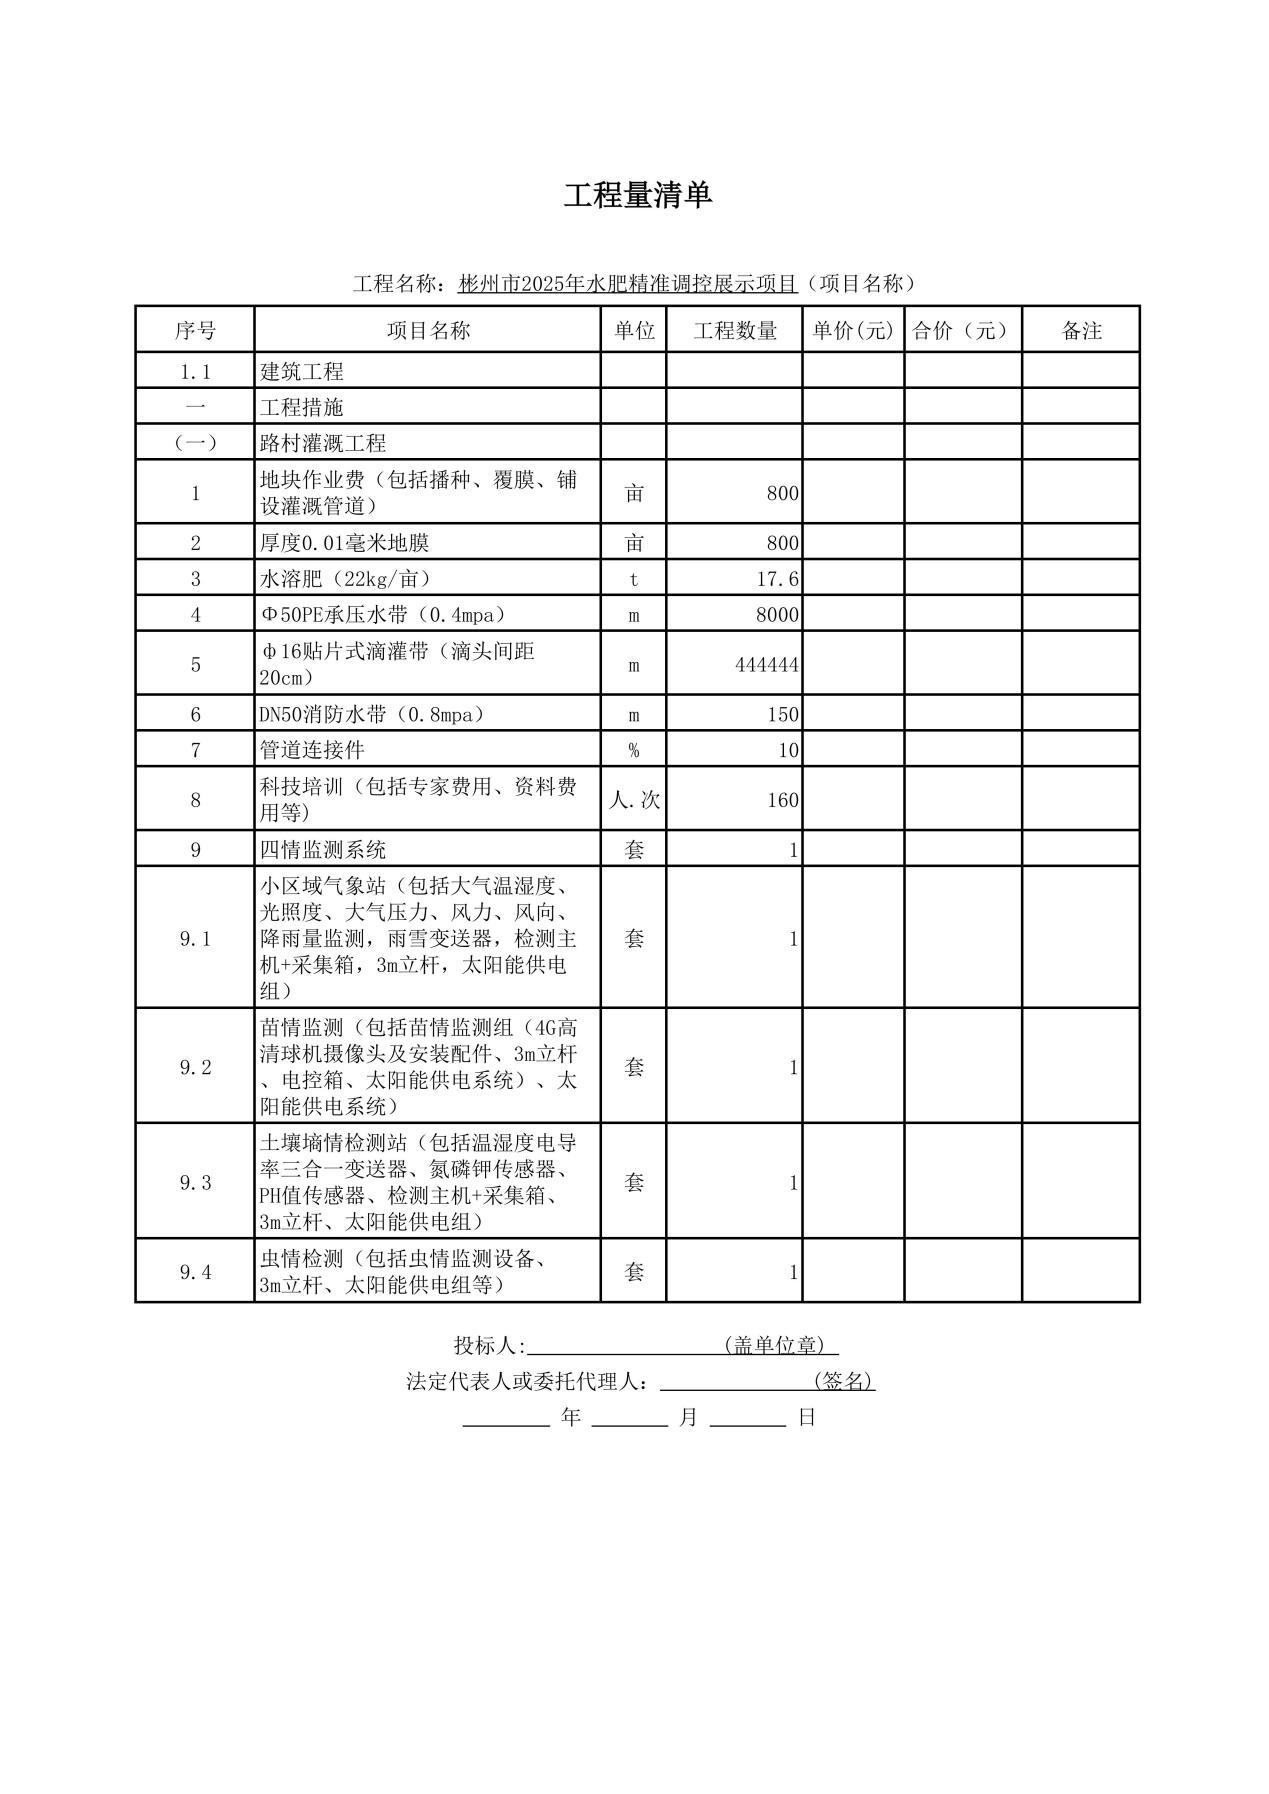 工程量清单
工程名称：彬州市2025年水肥精准调控展示项目（项目名称）
序号 项目名称 单位 工程数量 单价(元) 合价（元） 备注
1.1 建筑工程
一 工程措施
（一） 路村灌溉工程
1 地块作业费（包括播种、覆膜、铺
设灌溉管道） 亩 800
2 厚度0.01毫米地膜 亩 800
3 水溶肥（22kg/亩） t 17.6
4 Φ50PE承压水带（0.4mpa） m 8000
5 ф16贴片式滴灌带（滴头间距
20cm） m 444444
6 DN50消防水带（0.8mpa） m 150
7 管道连接件 % 10
8 科技培训（包括专家费用、资料费
用等） 人.次 160
9 四情监测系统 套 1
9.1 小区域气象站（包括大气温湿度、
光照度、大气压力、风力、风向、
降雨量监测，雨雪变送器，检测主
机+采集箱，3m立杆，太阳能供电
组） 套 1
9.2 苗情监测（包括苗情监测组（4G高
清球机摄像头及安装配件、3m立杆
、电控箱、太阳能供电系统）、太
阳能供电系统） 套 1
9.3 土壤墒情检测站（包括温湿度电导
率三合一变送器、氮磷钾传感器、
PH值传感器、检测主机+采集箱、
3m立杆、太阳能供电组） 套 1
9.4 虫情检测（包括虫情监测设备、
3m立杆、太阳能供电组等） 套 1
投标人:（盖单位章）
法定代表人或委托代理人：（签名）
年 月 日